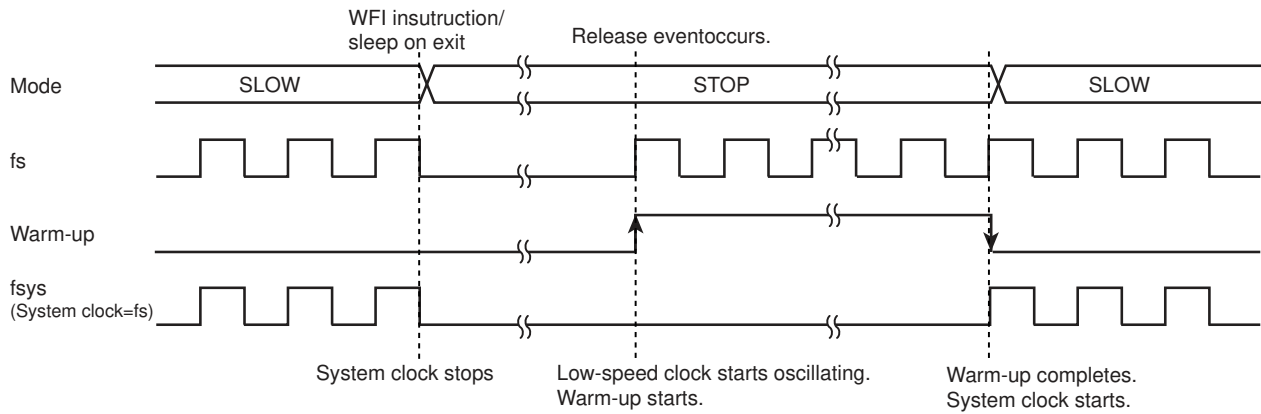 WFI insutruction/
sleep on exit
Release eventoccurs.
Mode
SLOW
STOP
SLOW
fs
Warm-up
fsys
(System clock=fs)
System clock stops
Low-speed clock starts oscillating.
Warm-up starts.
Warm-up completes.
System clock starts.